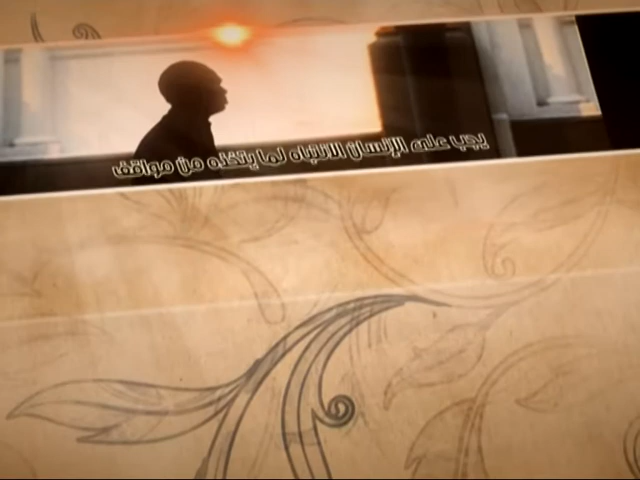 يجب على الإنسان الانتباه لما يتخذه من مواقف